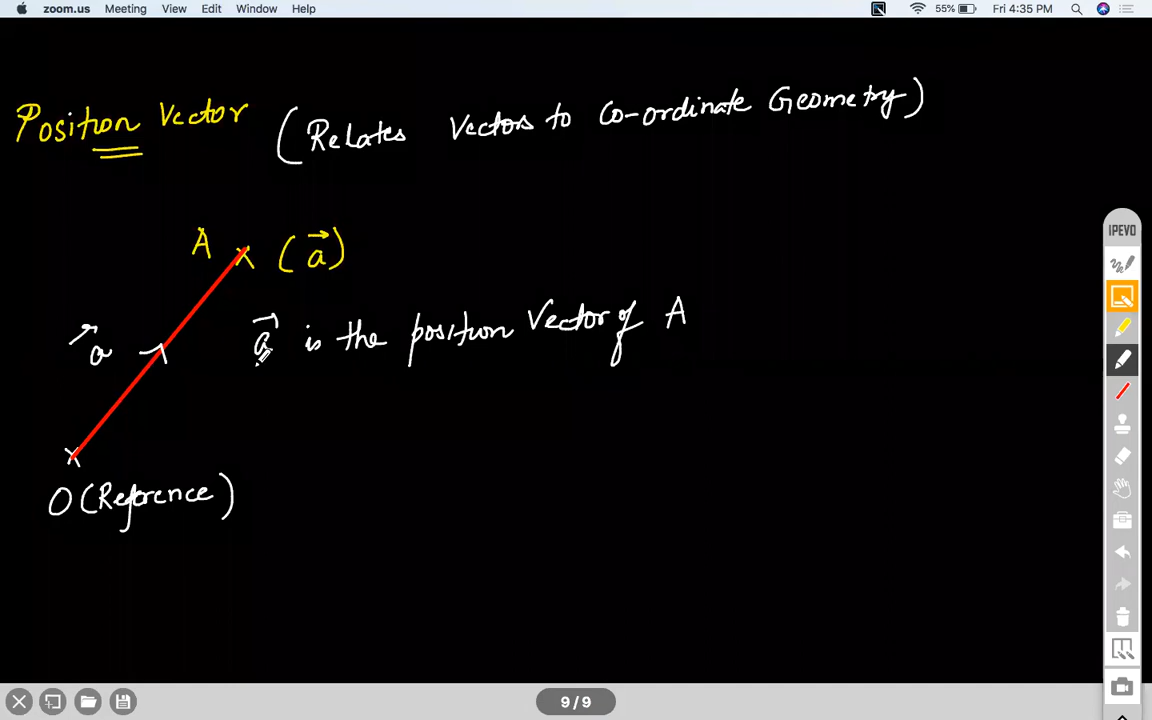 zoom.us Meeting View Edit Window Help 55% Fri 4:35 PM
Position Vector (Relates Vectors to Co-ordinate Geometry)
A (a⃗)
a⃗ a⃗ is the position Vector of A
O (Reference)
IPEVO
9 / 9